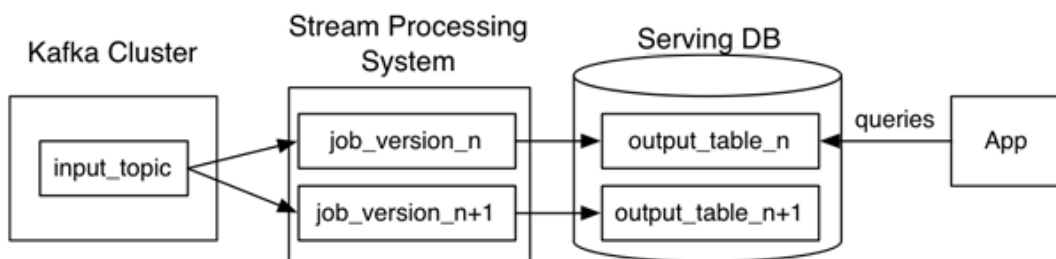 Kafka Cluster
input_topic
Stream Processing
System
job_version_n
job_version_n+1
Serving DB
output_table_n
output_table_n+1
queries
App